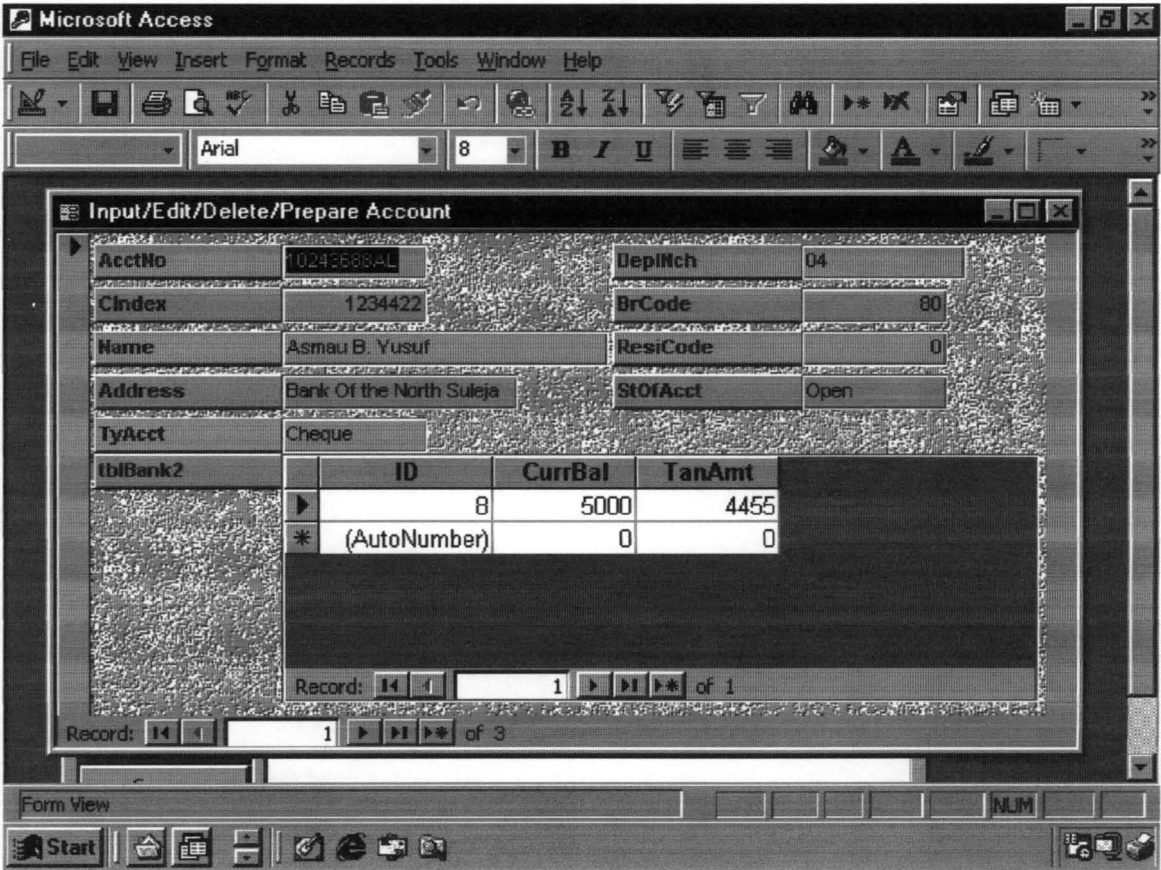 Microsoft Access
File Edit View Insert Format Records Tools Window Help
Arial 8 B I U
Input/Edit/Delete/Prepare Account
AcctNo
CIndex 1234422
Name Asmau B. Yusuf
Address Bank Of the North Suleja
TyAcct Cheque
tblBank2
04
BrCode 80
ResiCode 0
StOfAcct Open
ID CurrBal TanAmt
8 5000 4455
(AutoNumber) 0 0
Record: 1 of 1
Record: 1 of 3
Form View NUM
Start